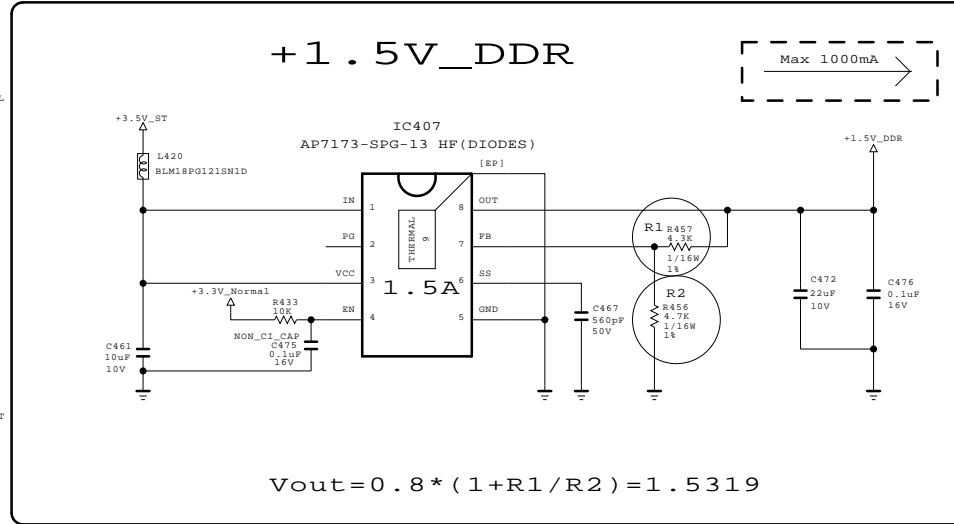 +1.5V_DDR
Max 1000mA
L
+3.5V_ST
IC407
AP7173-SPG-13 HF(DIODES)
+1.5V_DDR
L420
BLM18PG121SN1D
[EP]
IN
1
8
OUT
THERMAL
9
R1
R457
4.3K
1/16W
1%
PG
2
7
FB
VCC
3
6
SS
1.5A
+3.3V_Normal
R433
10K
EN
4
5
GND
R2
R456
4.7K
1/16W
1%
C467
560pF
50V
C472
22uF
10V
C476
0.1uF
16V
NON_CI_CAP
C475
0.1uF
16V
C461
10uF
10V
T
Vout=0.8*(1+R1/R2)=1.5319